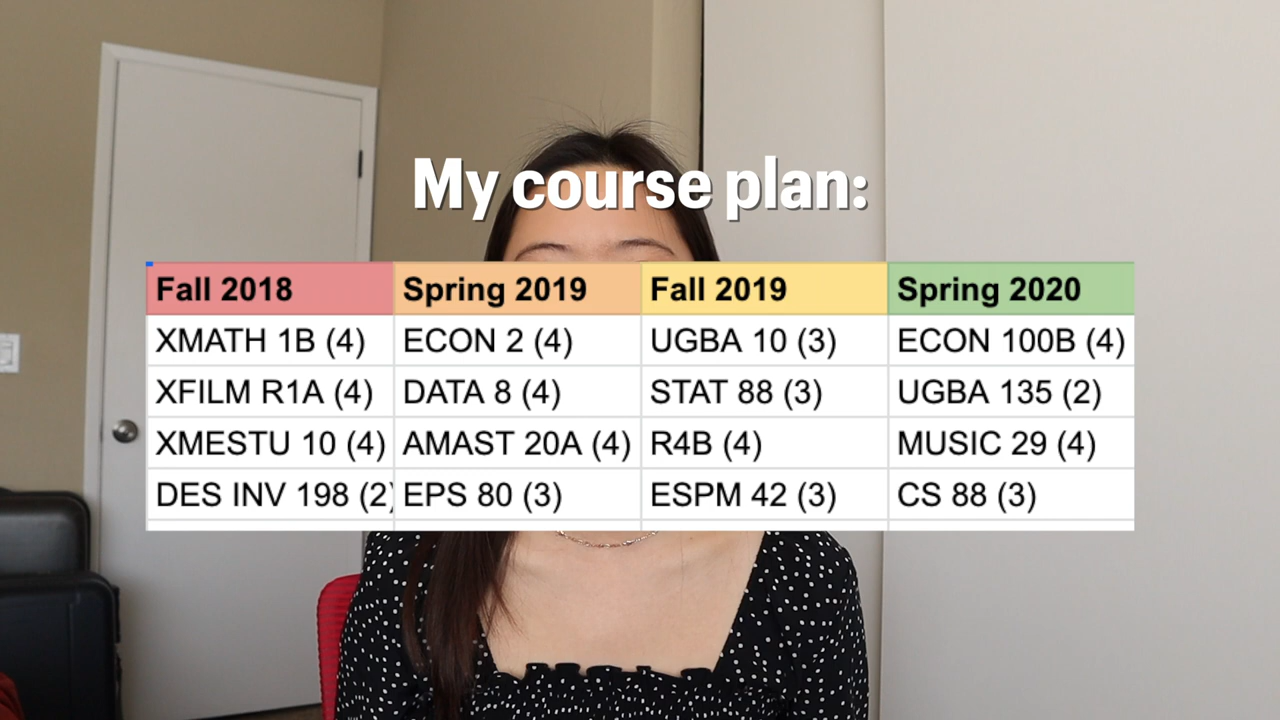 My course plan:
Fall 2018 Spring 2019 Fall 2019 Spring 2020
XMATH 1B (4) ECON 2 (4) UGBA 10 (3) ECON 100B (4)
XFILM R1A (4) DATA 8 (4) STAT 88 (3) UGBA 135 (2)
XMESTU 10 (4) AMAST 20A (4) R4B (4) MUSIC 29 (4)
DES INV 198 (2) EPS 80 (3) ESPM 42 (3) CS 88 (3)